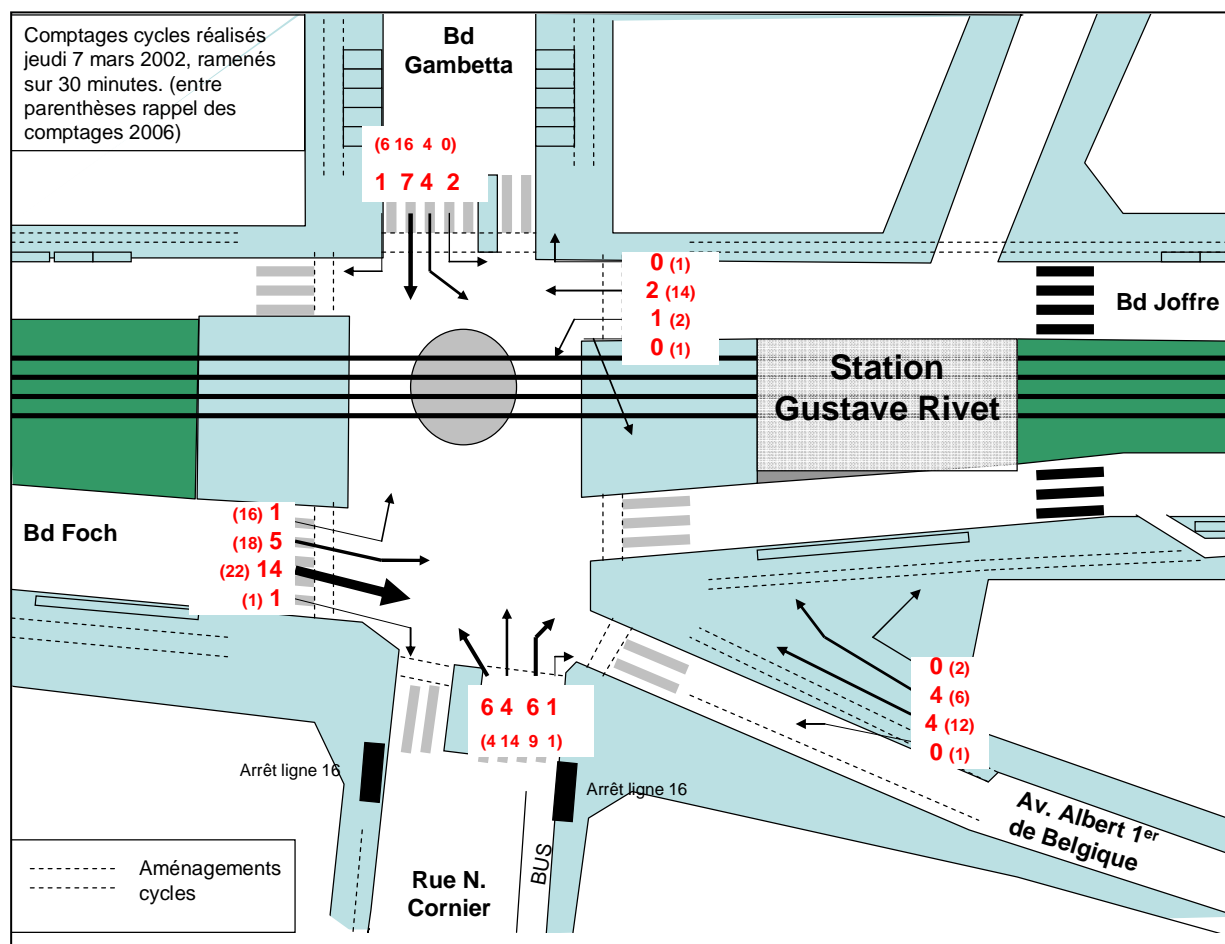 Comptages cycles réalisés
jeudi 7 mars 2002, ramenés
sur 30 minutes. (entre
parenthèses rappel des
comptages 2006)
Bd
Gambetta
(6 16 4 0)
1 7 4 2
0 (1)
2 (14)
1 (2)
0 (1)
Bd Joffre
Station
Gustave Rivet
Bd Foch
(16) 1
(18) 5
(22) 14
(1) 1
6 4 6 1
(4 14 9 1)
0 (2)
4 (6)
4 (12)
0 (1)
Arrêt ligne 16
Arrêt ligne 16
Av. Albert 1er
de Belgique
BUS
Rue N.
Cornier
Aménagements
cycles